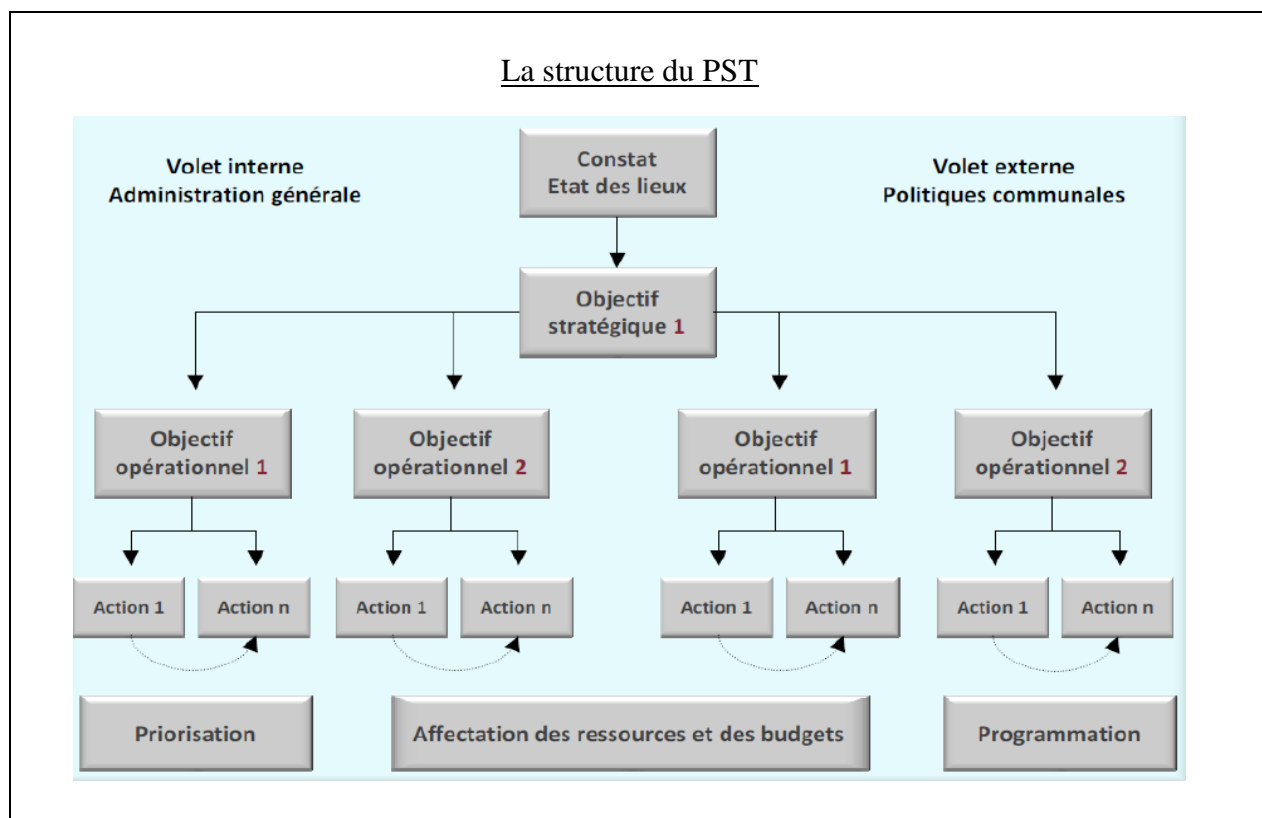 La structure du PST
Volet interne
Administration générale
Constat
Etat des lieux
Volet externe
Politiques communales
Objectif
stratégique 1
Objectif
opérationnel 1
Objectif
opérationnel 2
Objectif
opérationnel 1
Objectif
opérationnel 2
Action 1
Action n
Action 1
Action n
Action 1
Action n
Action 1
Action n
Priorisation
Affectation des ressources et des budgets
Programmation